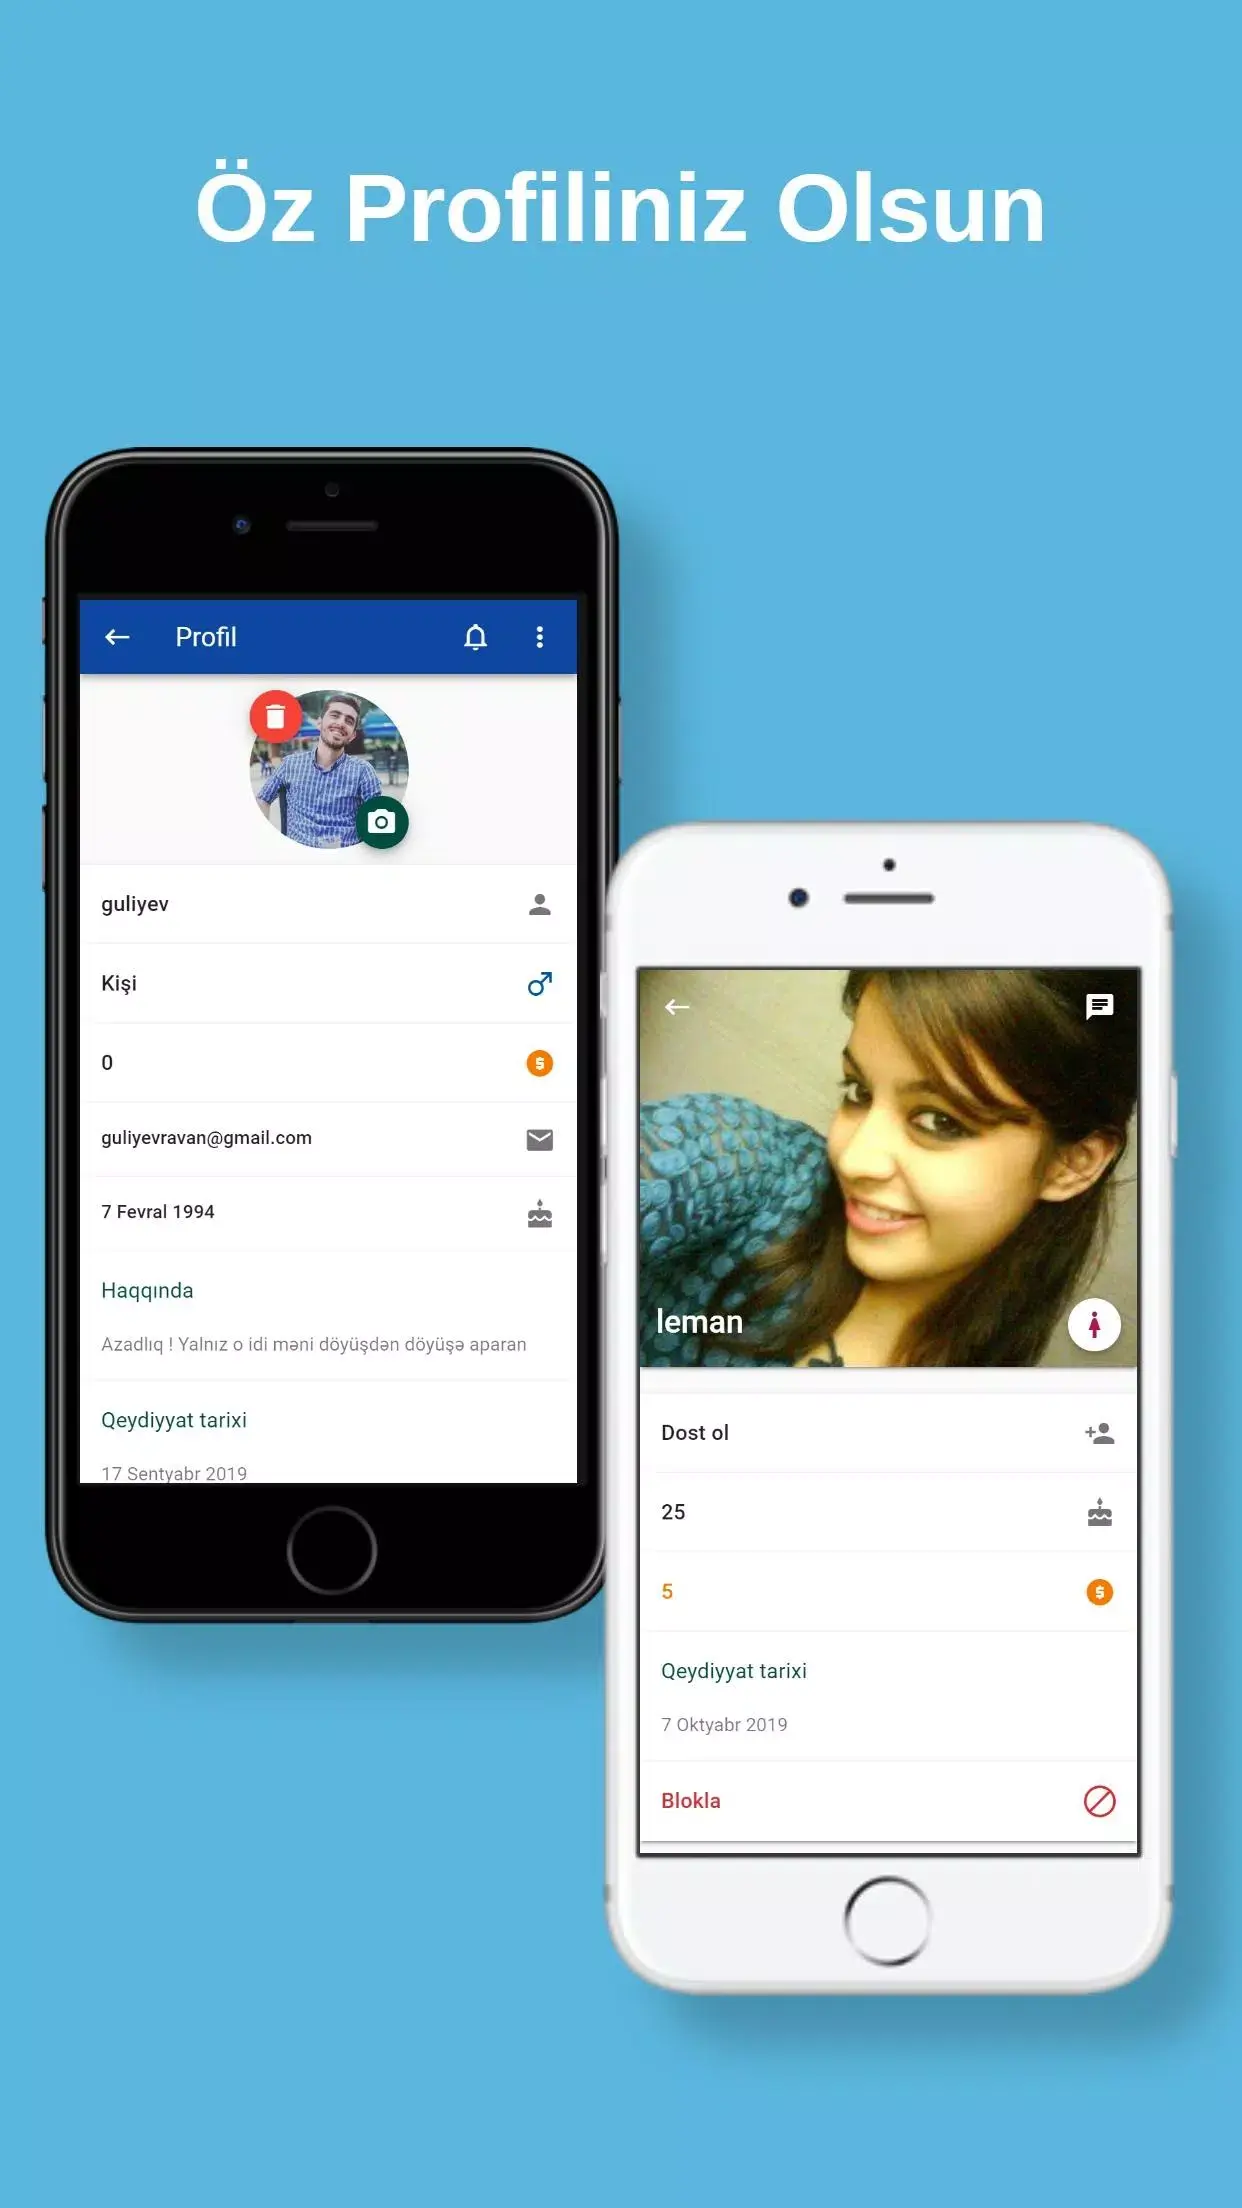 Öz Profiliniz Olsun
Profil
guliyev
Kişi
0
guliyevravan@gmail.com
7 Fevral 1994
Haqqında
Azadlıq ! Yalnız o idi məni döyüşdən döyüşə aparan
Qeydiyyat tarixi
17 Sentyabr 2019
leman
Dost ol
25
5
Qeydiyyat tarixi
7 Oktyabr 2019
Blokla